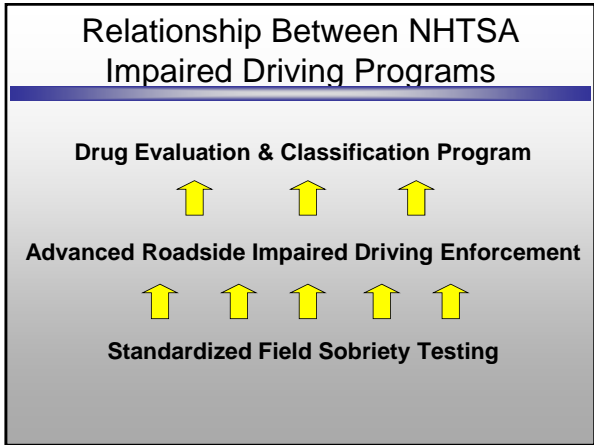 Relationship Between NHTSA
Impaired Driving Programs
Drug Evaluation & Classification Program
Advanced Roadside Impaired Driving Enforcement
Standardized Field Sobriety Testing